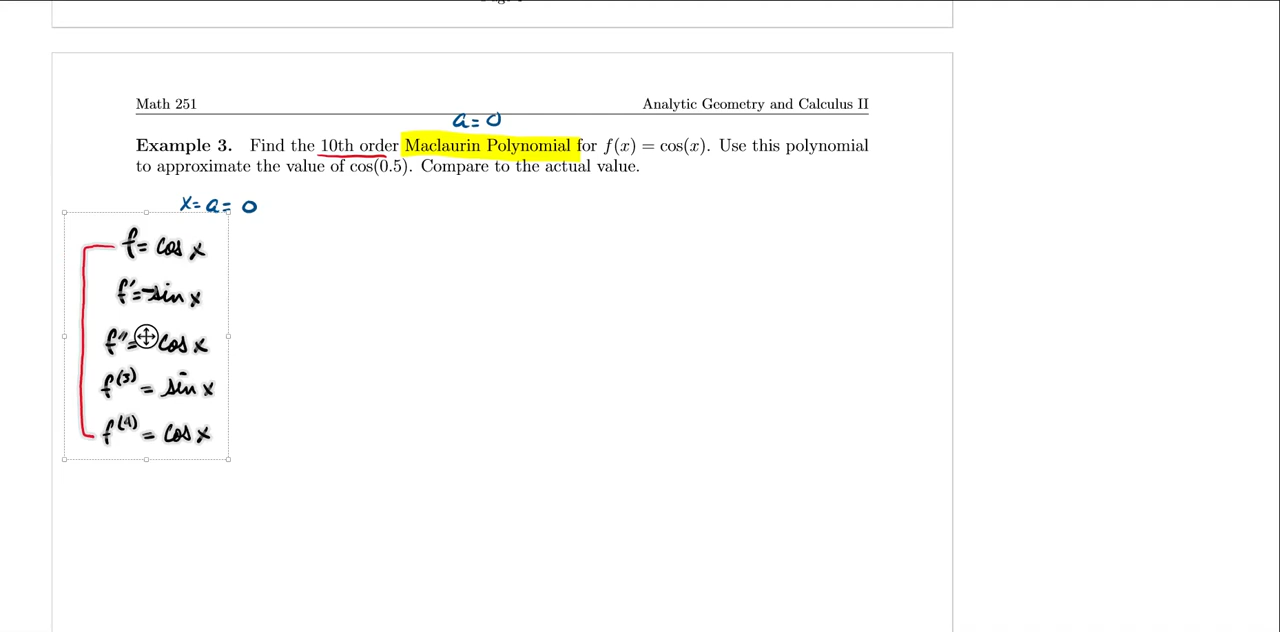 Math 251 Analytic Geometry and Calculus II
a=0
Example 3. Find the 10th order Maclaurin Polynomial for f(x) = cos(x). Use this polynomial
to approximate the value of cos(0.5). Compare to the actual value.
x=a=0
f= cos x
f'=-sin x
f''= cos x
f^(3) = sin x
f^(4) = cos x